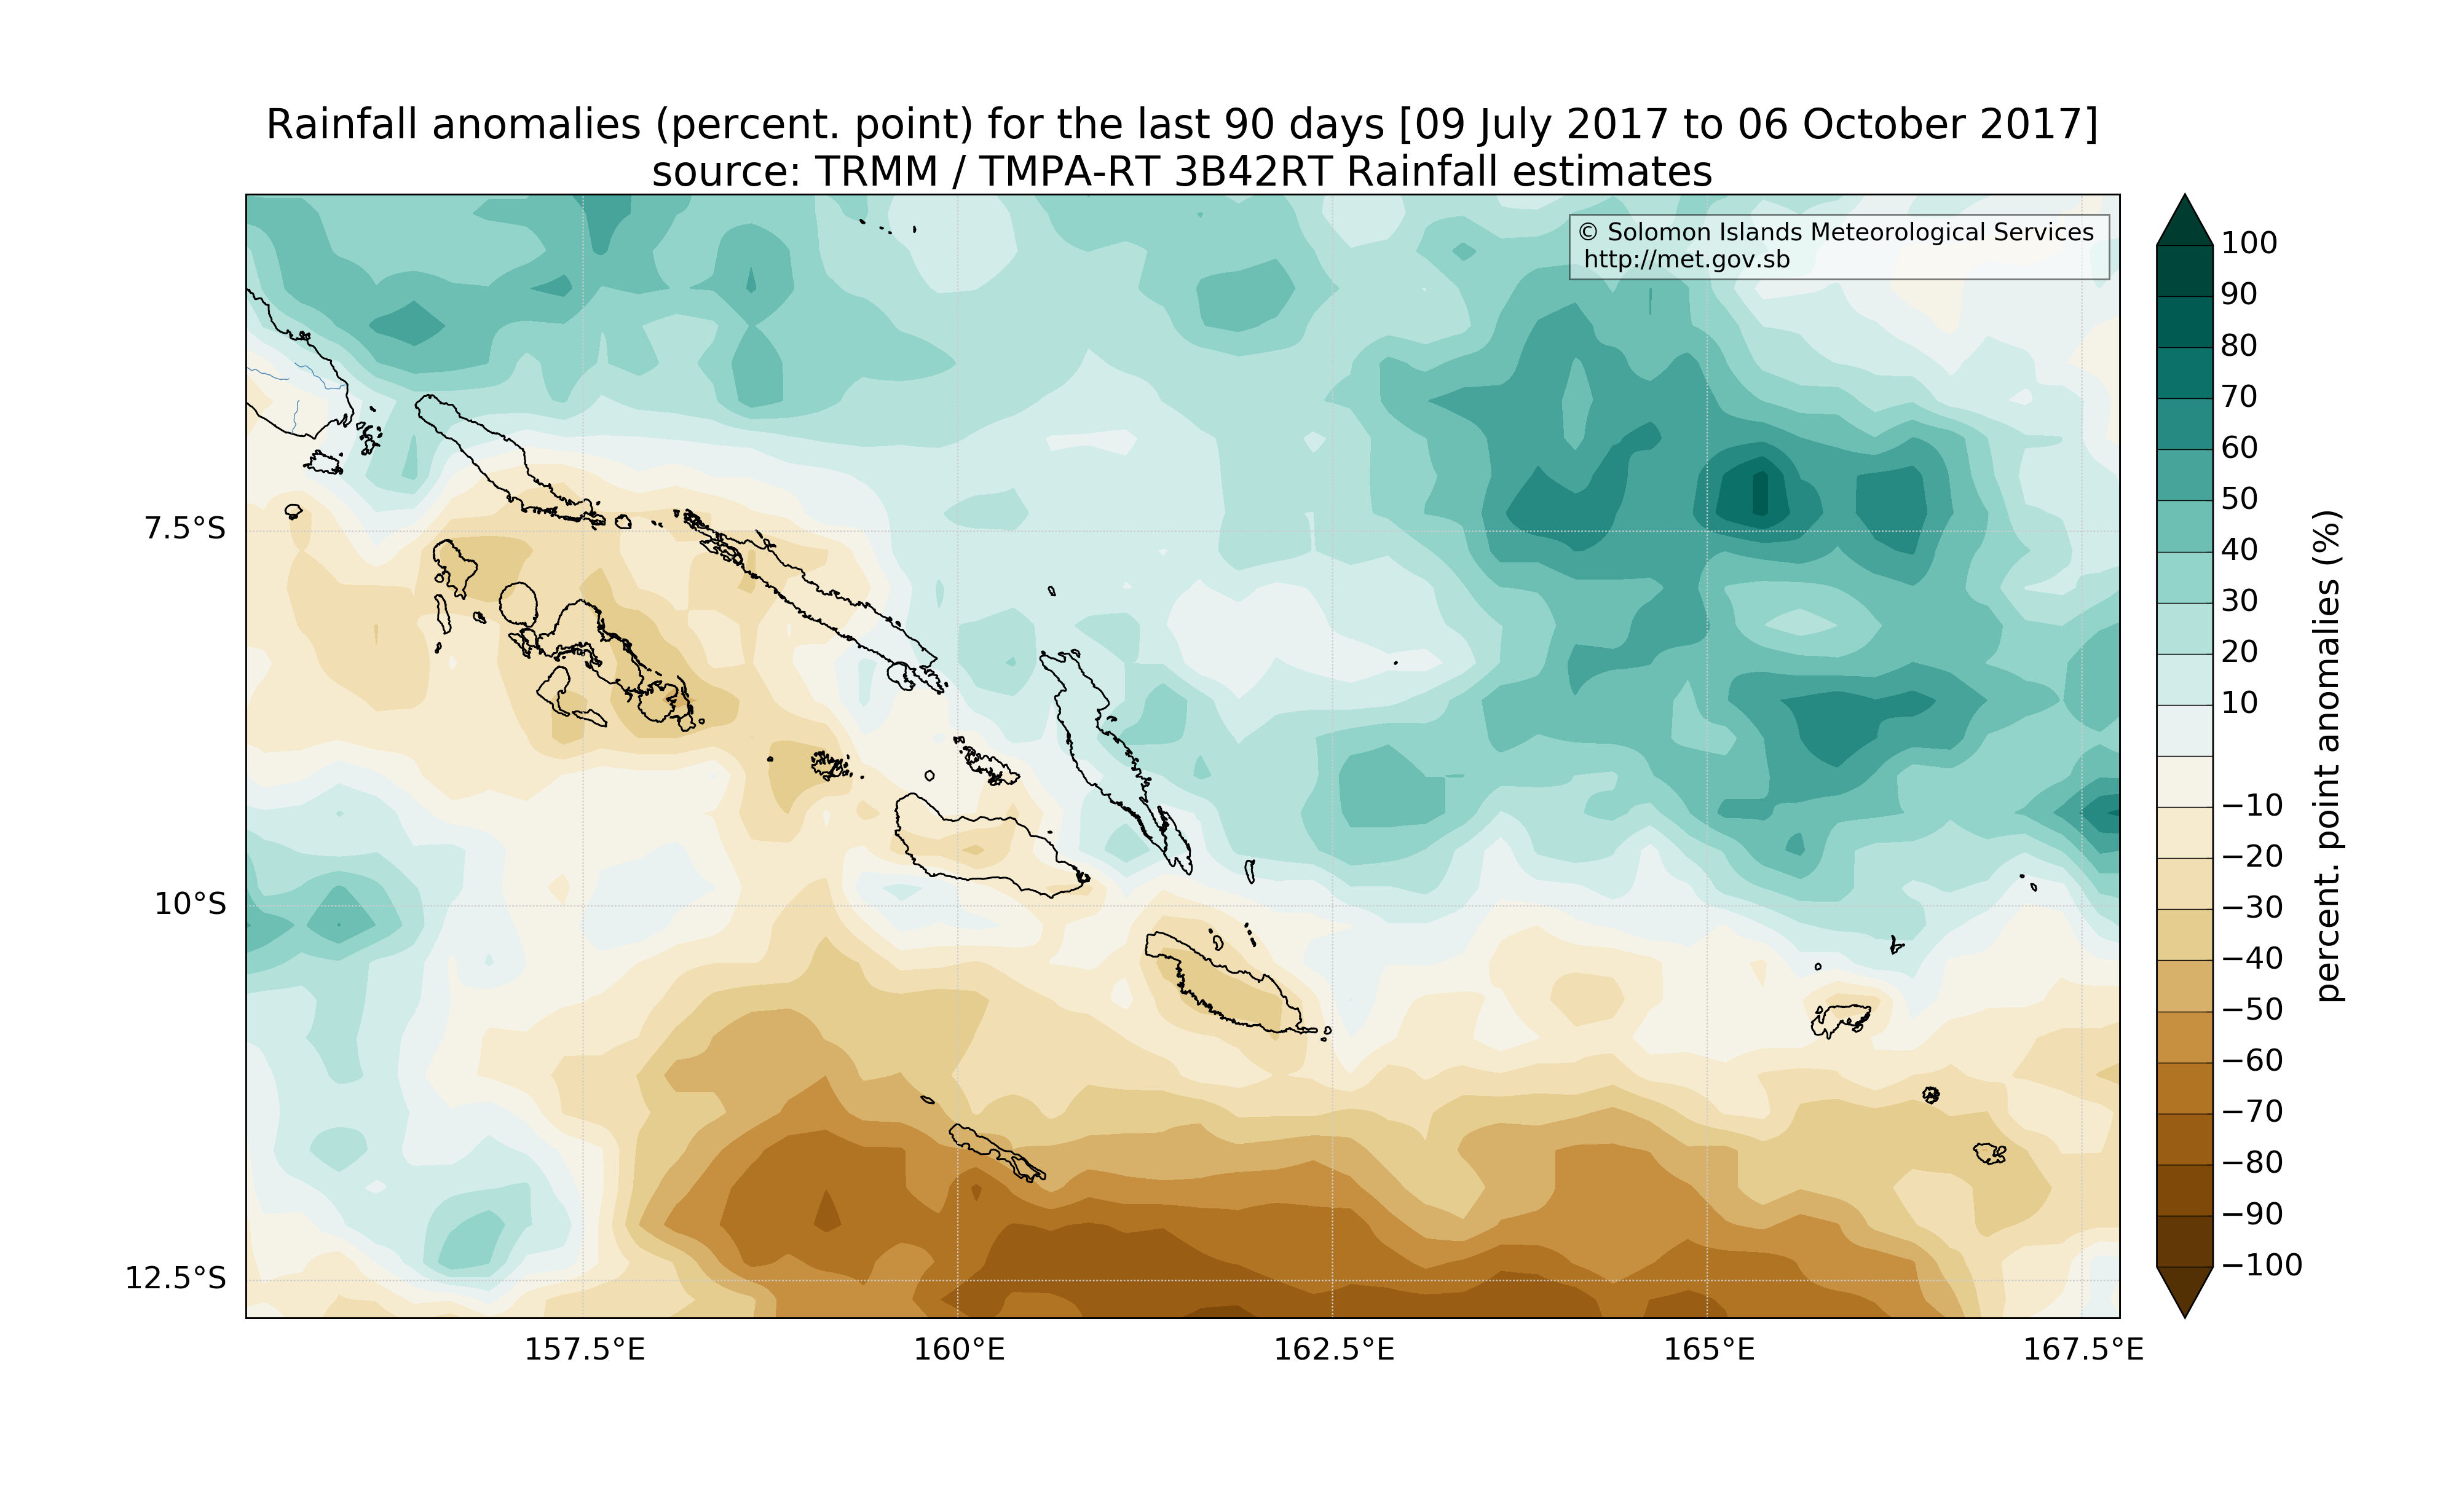 Rainfall anomalies (percent. point) for the last 90 days [09 July 2017 to 06 October 2017]
source: TRMM / TMPA-RT 3B42RT Rainfall estimates
© Solomon Islands Meteorological Services
http://met.gov.sb
7.5°S
10°S
12.5°S
157.5°E
160°E
162.5°E
165°E
167.5°E
100
90
80
70
60
50
40
30
20
10
−10
−20
−30
−40
−50
−60
−70
−80
−90
−100
percent. point anomalies (%)